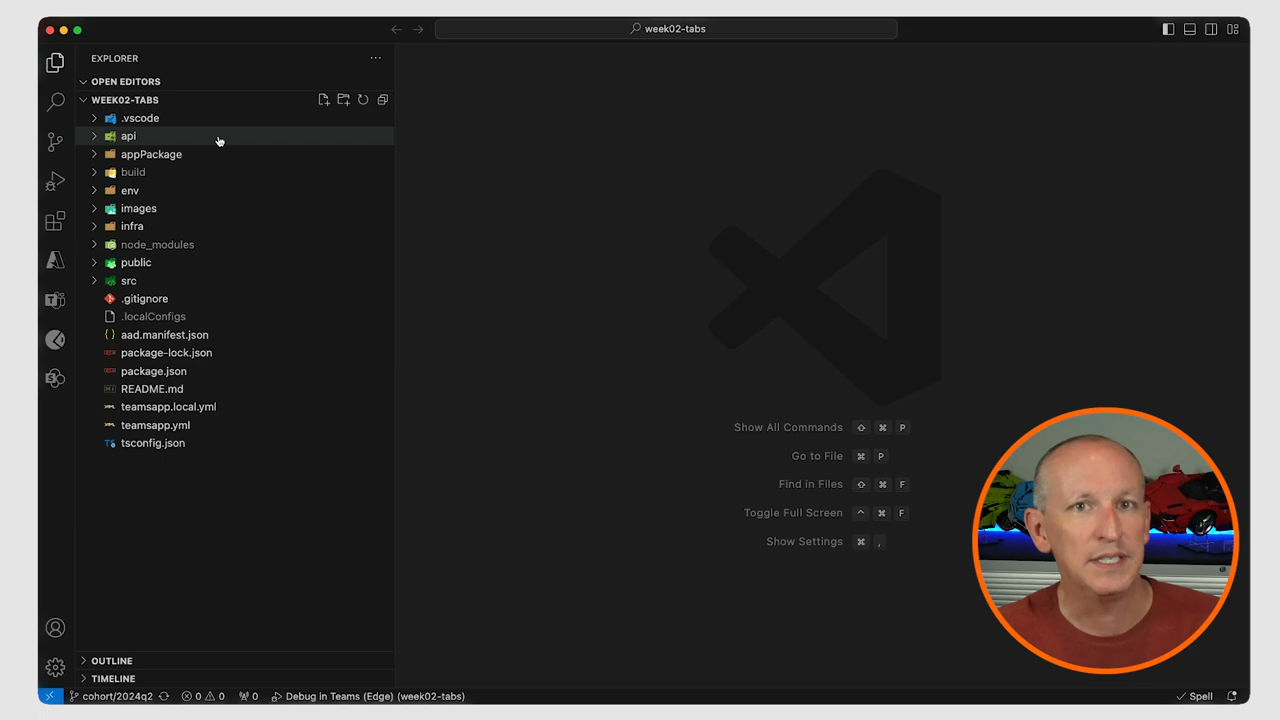 week02-tabs
EXPLORER
OPEN EDITORS
WEEK02-TABS
.vscode
api
appPackage
build
env
images
infra
node_modules
public
src
.gitignore
.localConfigs
{} aad.manifest.json
package-lock.json
package.json
README.md
teamsapp.local.yml
teamsapp.yml
TS tsconfig.json
Show All Commands ⇧ ⌘ P
Go to File ⌘ P
Find in Files ⇧ ⌘ F
Toggle Full Screen ^ ⌘ F
Show Settings ⌘ ,
OUTLINE
TIMELINE
cohort/2024q2 0 0 0 Debug in Teams (Edge) (week02-tabs) Spell